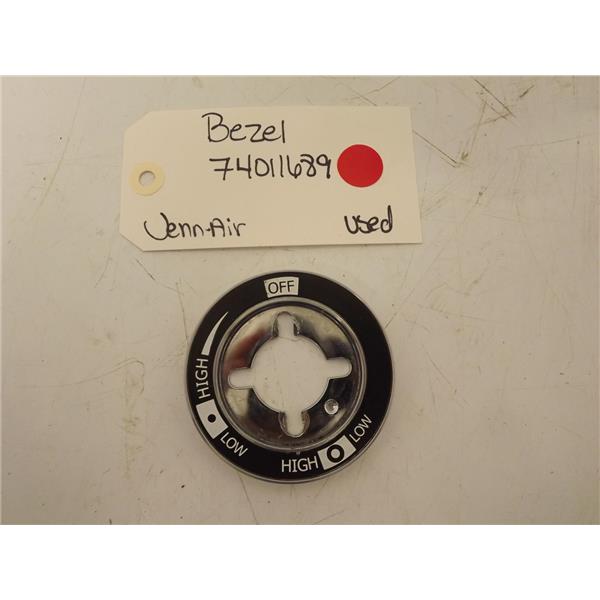 Bezel
74011689
Jenn-Air
used
OFF
HIGH
LOW
HIGH
LOW